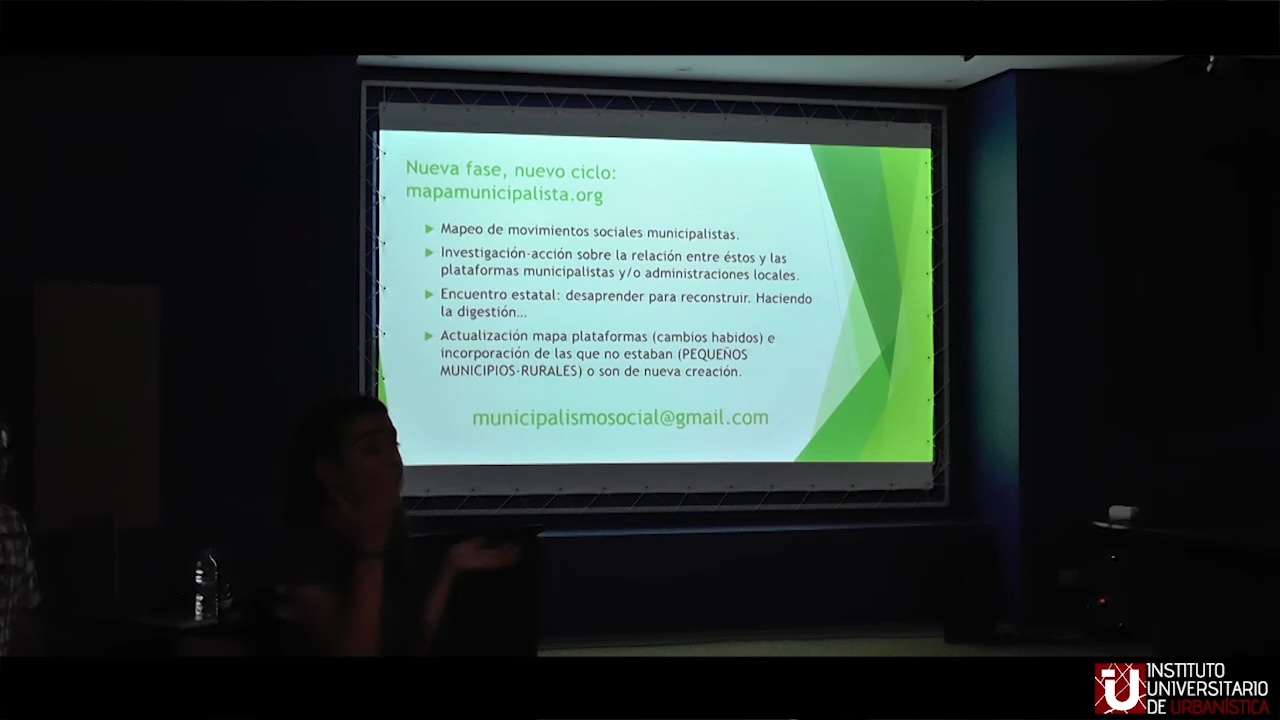 Nueva fase, nuevo ciclo:
mapamunicipalista.org
Mapeo de movimientos sociales municipalistas.
Investigación-acción sobre la relación entre éstos y las
plataformas municipalistas y/o administraciones locales.
Encuentro estatal: desaprender para reconstruir. Haciendo
la digestión...
Actualización mapa plataformas (cambios habidos) e
incorporación de las que no estaban (PEQUEÑOS
MUNICIPIOS-RURALES) o son de nueva creación.
municipalismosocial@gmail.com
INSTITUTO
UNIVERSITARIO
DE URBANÍSTICA